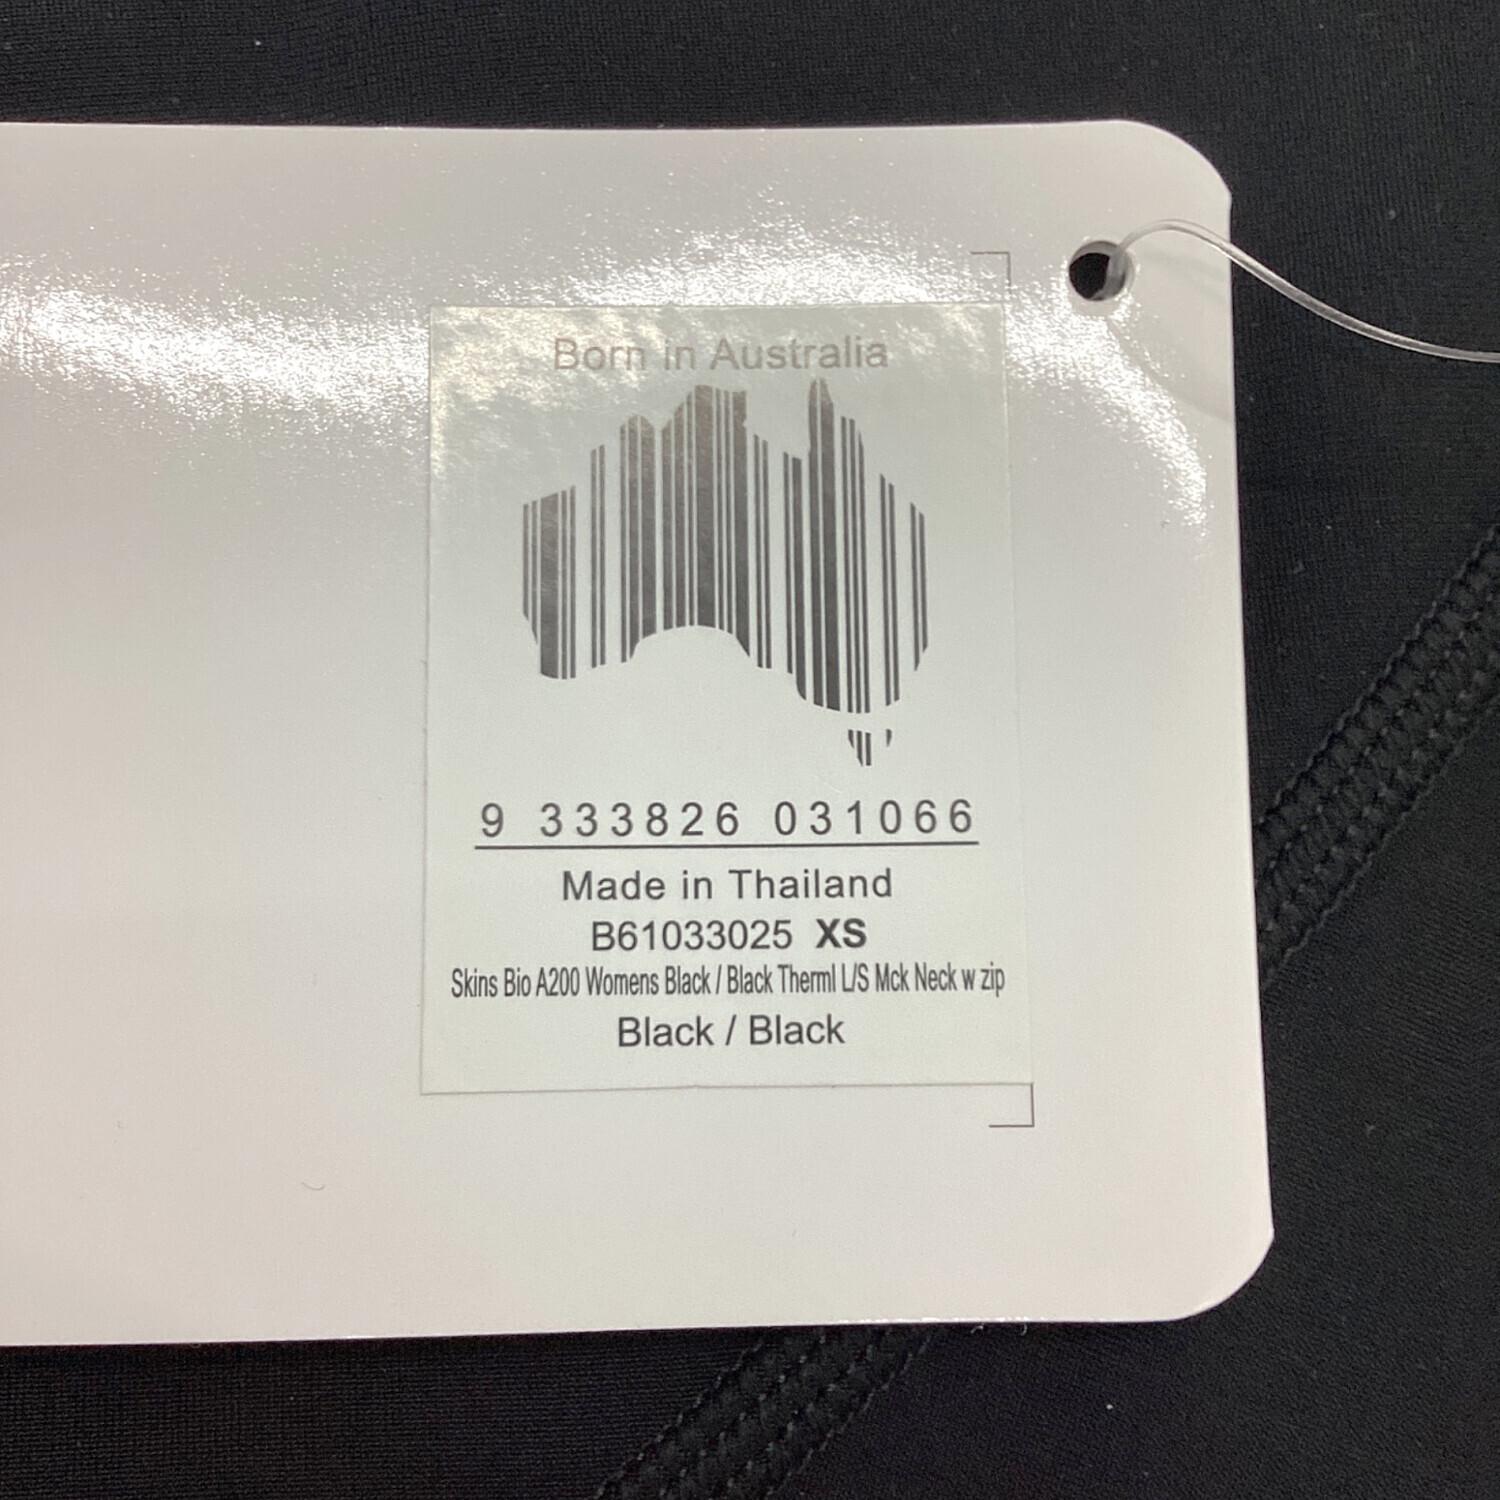 Born in Australia
9 333826 031066
Made in Thailand
B61033025 XS
Skins Bio A200 Womens Black / Black Therml L/S Mck Neck w zip
Black / Black